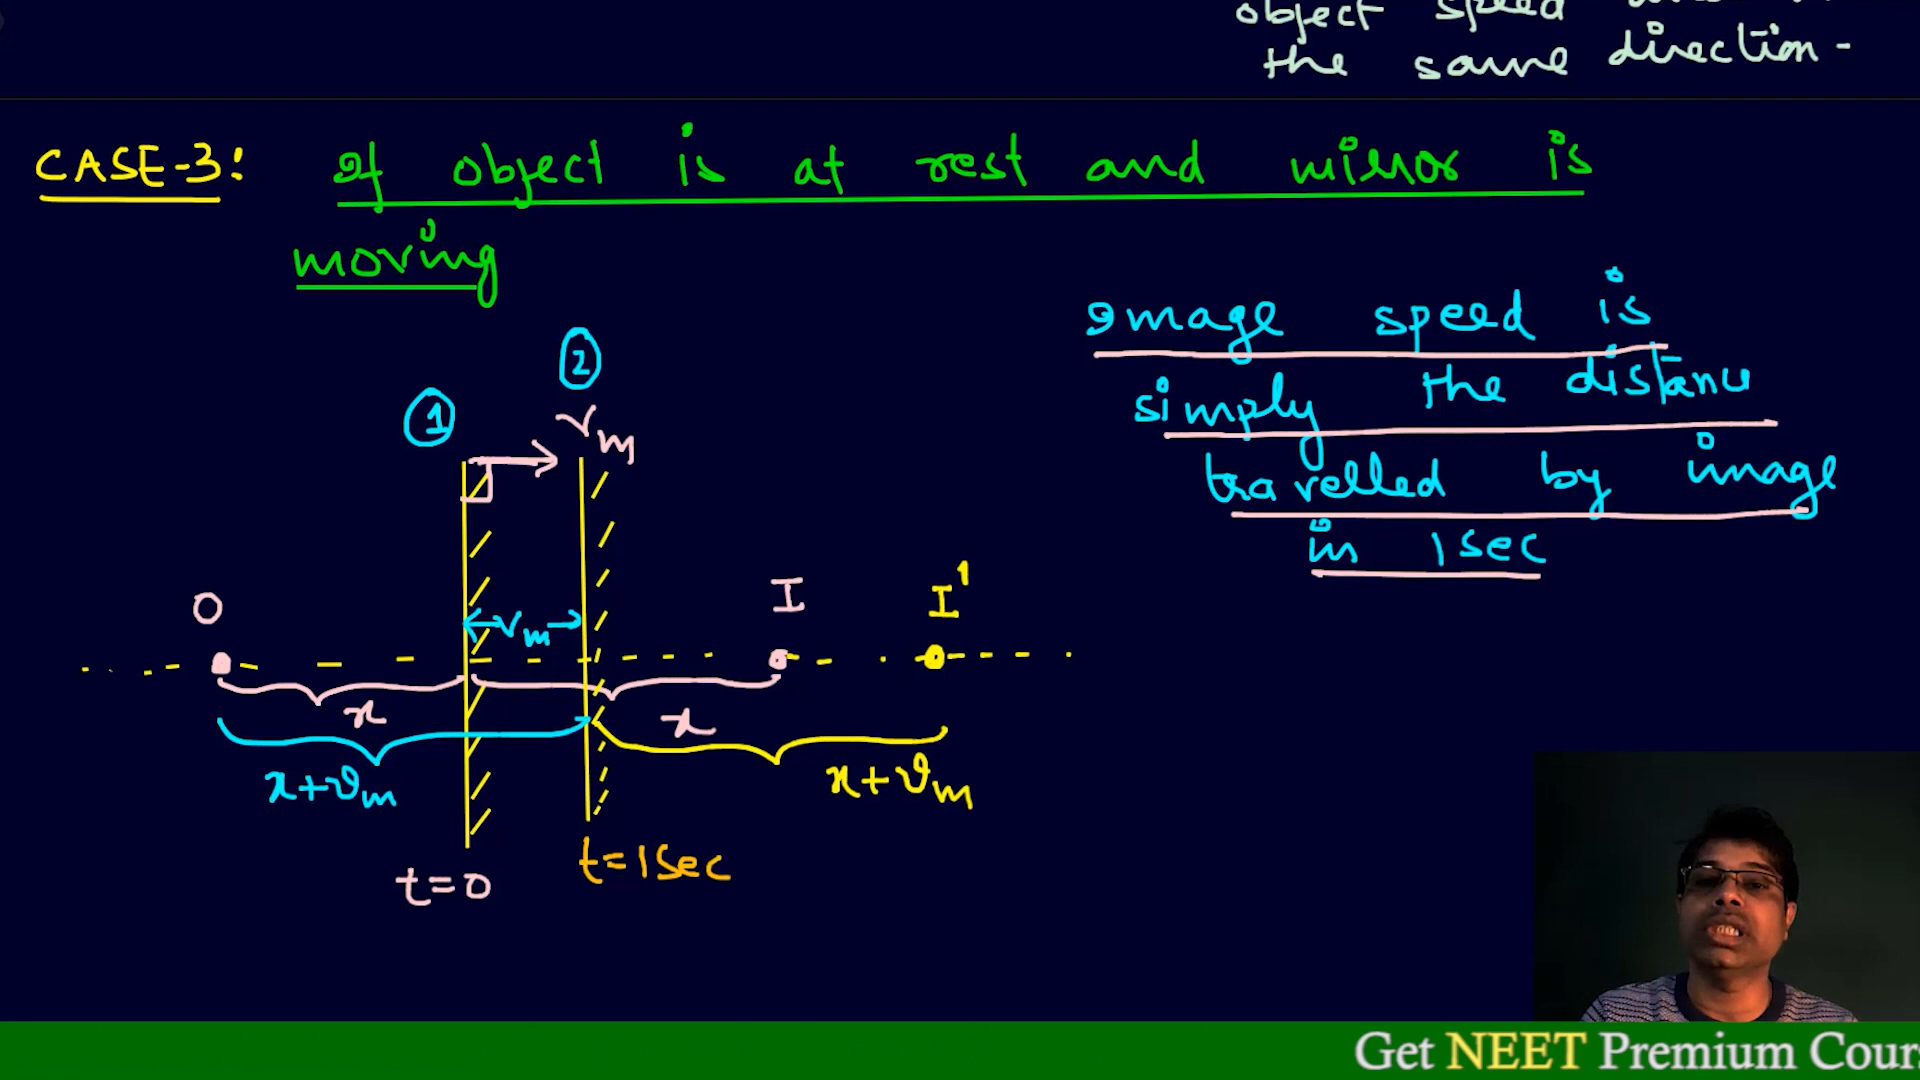 object speed
the same direction -
CASE-3: If object is at rest and mirror is
moving
Image speed is
simply the distance
travelled by image
in 1 sec
1
2
Vm
O
Vm
I
I'
x
x
x+vm
x+vm
t=0
t=1sec
Get NEET Premium Cour